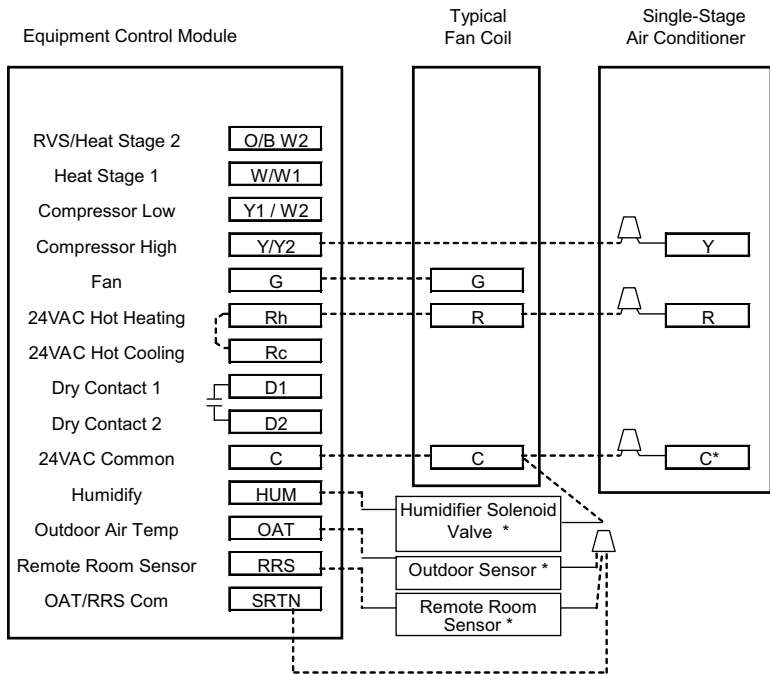 Equipment Control Module
Typical
Fan Coil
Single-Stage
Air Conditioner
RVS/Heat Stage 2 O/B W2
Heat Stage 1 W/W1
Compressor Low Y1 / W2
Compressor High Y/Y2 Y
Fan G G
24VAC Hot Heating Rh R R
24VAC Hot Cooling Rc
Dry Contact 1 D1
Dry Contact 2 D2
24VAC Common C C C*
Humidify HUM
Humidifier Solenoid
Valve *
Outdoor Air Temp OAT
Outdoor Sensor *
Remote Room Sensor RRS
Remote Room
Sensor *
OAT/RRS Com SRTN